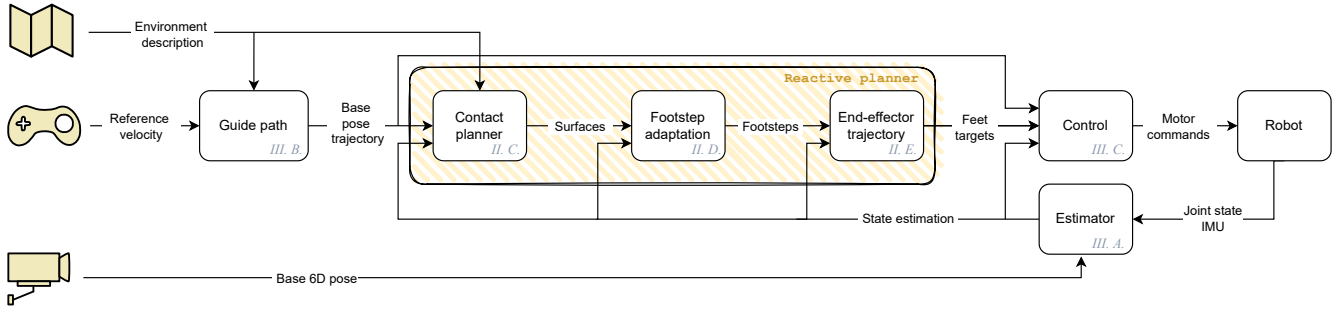 Environment
description
Reactive planner
Reference
velocity
Guide path
III. B.
Base
pose
trajectory
Contact
planner
II. C.
Surfaces
Footstep
adaptation
II. D.
Footsteps
End-effector
trajectory
II. E.
Feet
targets
Control
III. C.
Motor
commands
Robot
State estimation
Estimator
III. A.
Joint state
IMU
Base 6D pose